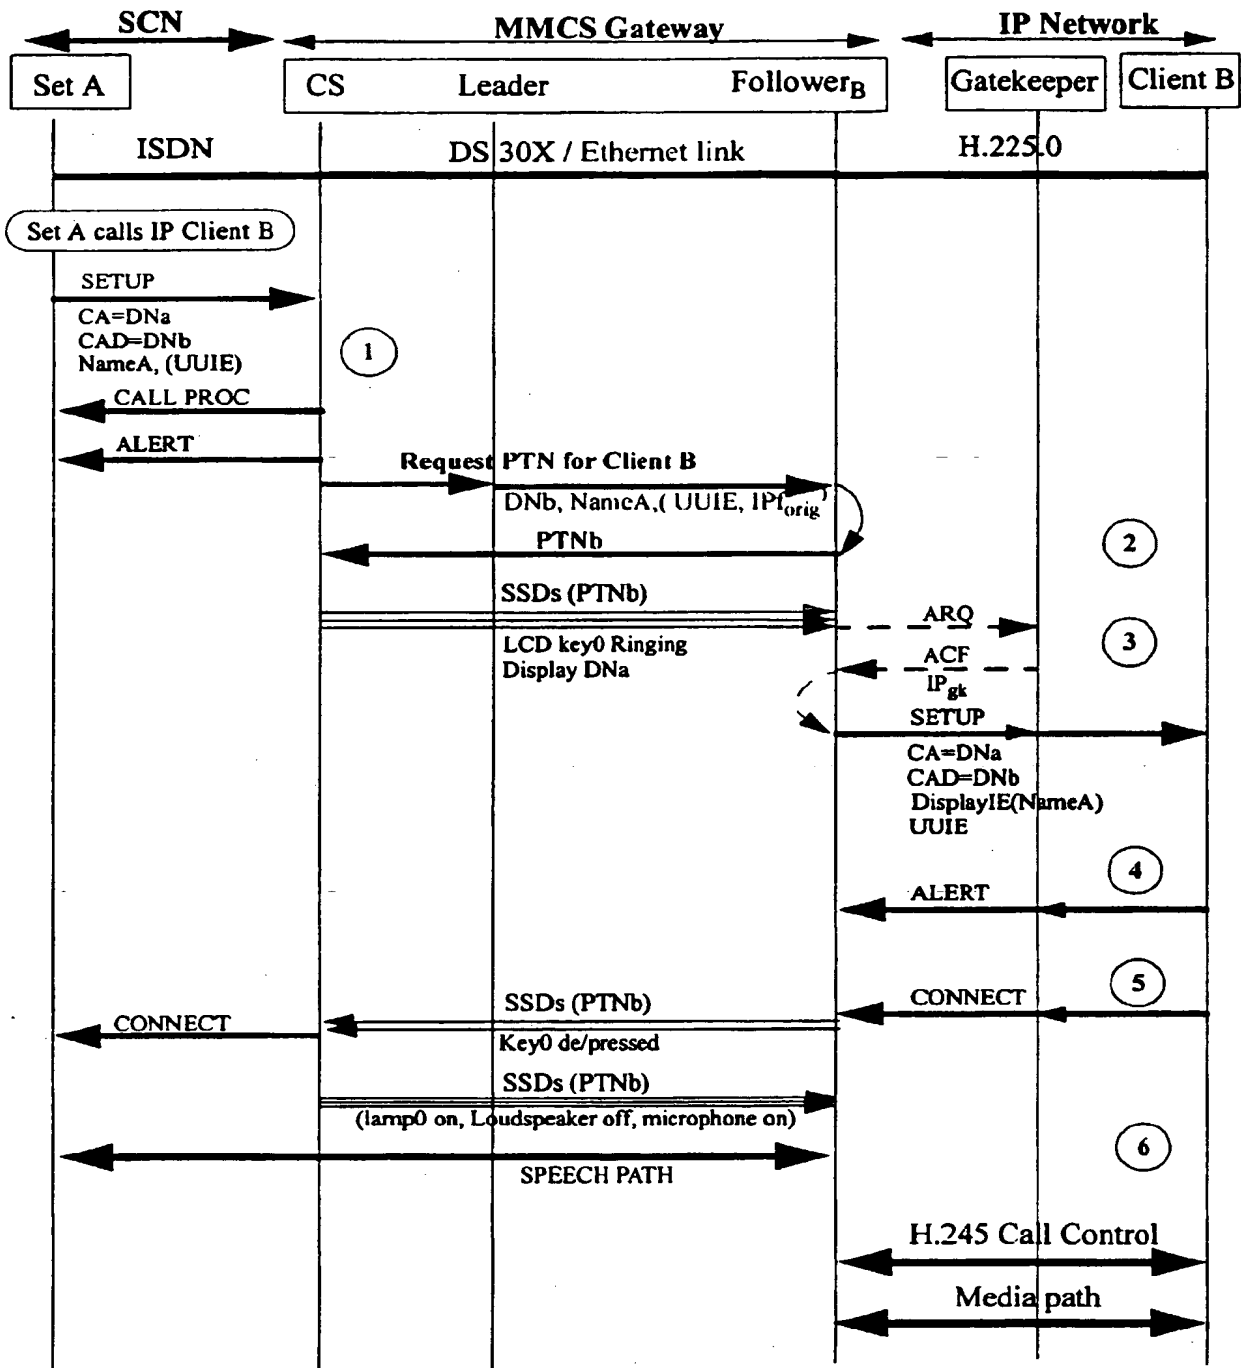 SCN MMCS Gateway IP Network
Set A CS Leader FollowerB Gatekeeper Client B
ISDN DS 30X / Ethernet link H.225.0
Set A calls IP Client B
SETUP
CA=DNa
CAD=DNb
NameA, (UUIE)
1
CALL PROC
ALERT
Request PTN for Client B
DNb, NameA,( UUIE, IPforig)
PTNb
2
SSDs (PTNb)
LCD key0 Ringing
Display DNa
ARQ
3
ACF
IPgk
SETUP
CA=DNa
CAD=DNb
DisplayIE(NameA)
UUIE
4
ALERT
5
CONNECT
SSDs (PTNb)
Key0 de/pressed
CONNECT
SSDs (PTNb)
(lamp0 on, Loudspeaker off, microphone on)
6
SPEECH PATH
H.245 Call Control
Media path